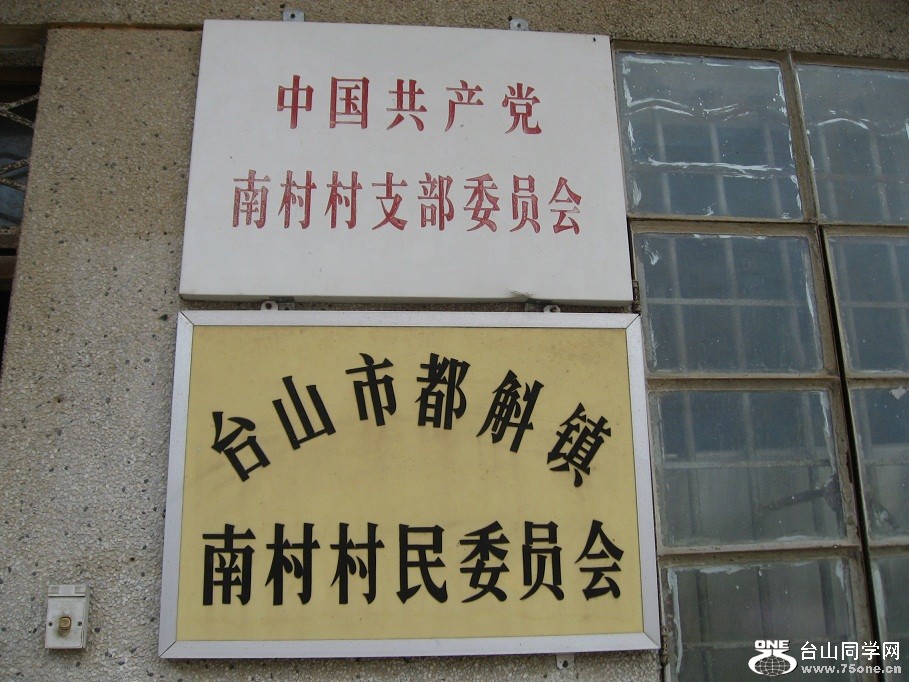 中国共产党
南村村支部委员会
台山市都斛镇
南村村民委员会
ONE 台山同学网
www.75one.cn